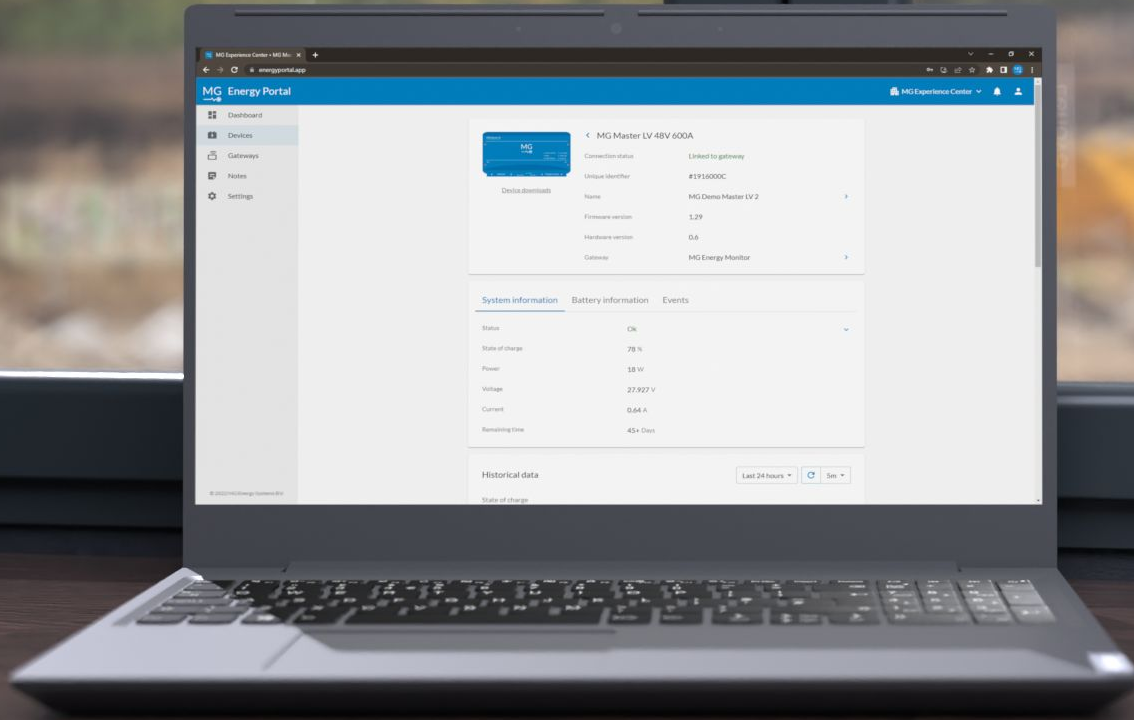 MG Experience Center • MG Ma
energyportal.app
MG Energy Portal
MG Experience Center
Dashboard
Devices
Gateways
Notes
Settings
MG
Device downloads
MG Master LV 48V 600A
Connection status Linked to gateway
Unique identifier #1916000C
Name MG Demo Master LV 2
Firmware version 1.29
Hardware version 0.6
Gateway MG Energy Monitor
System information Battery information Events
Status Ok
State of charge 78 %
Power 18 W
Voltage 27.927 V
Current 0.64 A
Remaining time 45+ Days
Historical data Last 24 hours 5m
State of charge
MG Energy Systems B.V.